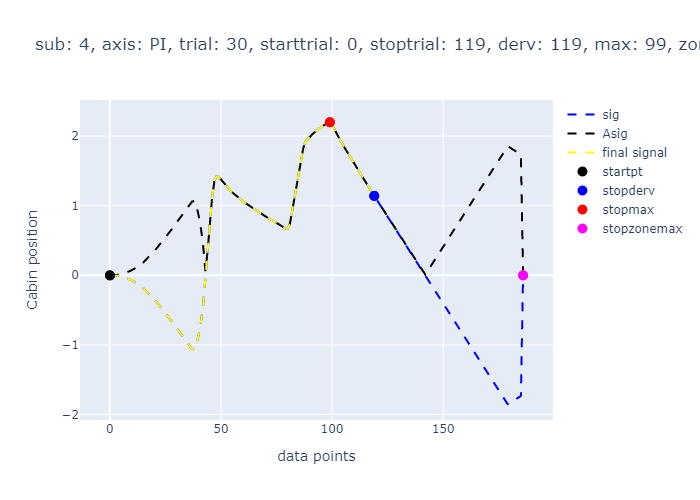 sub: 4, axis: PI, trial: 30, starttrial: 0, stoptrial: 119, derv: 119, max: 99,
sig
Asig
final signal
startpt
stopderv
stopmax
stopzonemax
Cabin position
2
1
0
−1
−2
0
50
100
150
data points